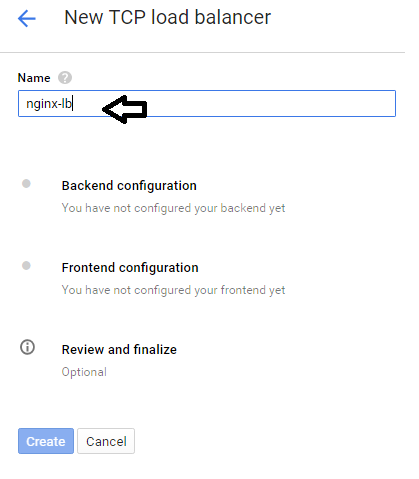 New TCP load balancer
Name ?
nginx-lb
Backend configuration
You have not configured your backend yet
Frontend configuration
You have not configured your frontend yet
Review and finalize
Optional
Create Cancel